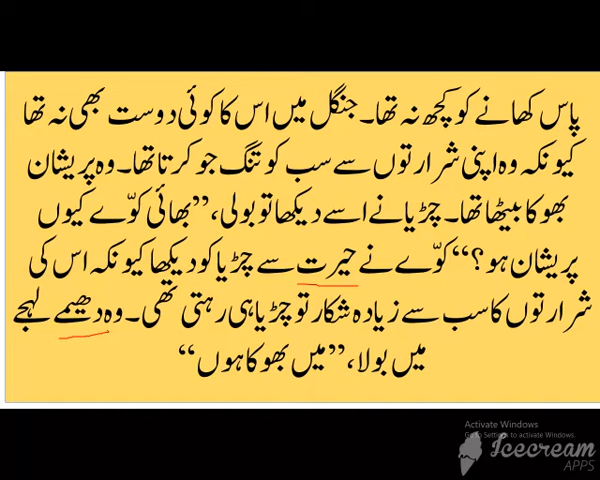 پاس کھانے کو کچھ نہ تھا۔ جنگل میں اس کا کوئی دوست بھی نہ تھا
کیونکہ وہ اپنی شرارتوں سے سب کو تنگ جو کرتا تھا۔ وہ پریشان
بھوکا بیٹھا تھا۔ چڑیا نے اسے دیکھا تو بولی، ”بھائی کوّے کیوں
پریشان ہو؟“ کوّے نے حیرت سے چڑیا کو دیکھا کیونکہ اس کی
شرارتوں کا سب سے زیادہ شکار تو چڑیا ہی رہتی تھی۔ وہ دھیمے لہجے
میں بولا، ”میں بھوکا ہوں“
Activate Windows
Go to Settings to activate Windows.
Icecream
APPS